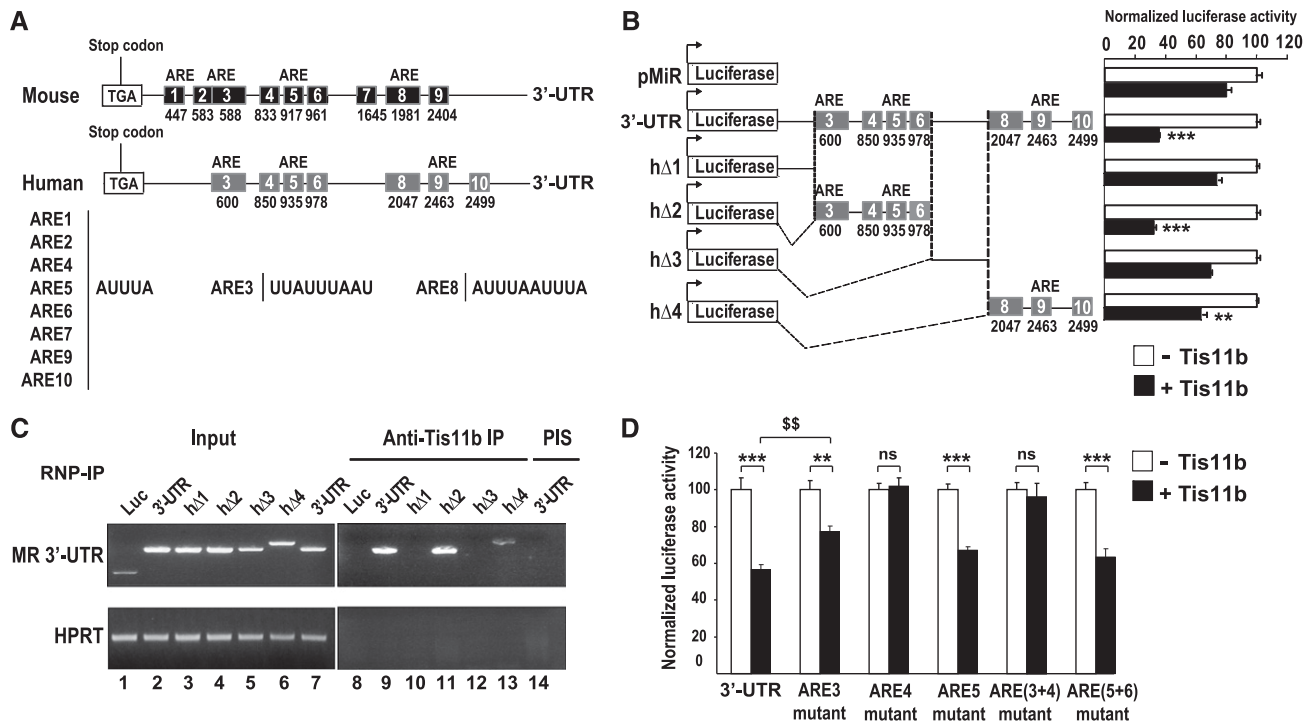 A
Stop codon
ARE ARE ARE ARE
Mouse TGA 1 2 3 4 5 6 7 8 9 3'-UTR
447 583 588 833 917 961 1645 1981 2404
Stop codon
ARE ARE ARE
Human TGA 3 4 5 6 8 9 10 3'-UTR
600 850 935 978 2047 2463 2499
ARE1
ARE2
ARE4
ARE5 AUUUA ARE3 UUAUUUAAU ARE8 AUUUAAUUUA
ARE6
ARE7
ARE9
ARE10
B
Normalized luciferase activity
0 20 40 60 80 100 120
pMiR Luciferase
ARE ARE ARE
3'-UTR Luciferase 3 4 5 6 8 9 10
600 850 935 978 2047 2463 2499
***
hΔ1 Luciferase
ARE ARE
hΔ2 Luciferase 3 4 5 6
600 850 935 978
***
hΔ3 Luciferase
ARE
hΔ4 Luciferase 8 9 10
2047 2463 2499
**
- Tis11b
+ Tis11b
C
Input Anti-Tis11b IP PIS
RNP-IP
Luc 3'-UTR hΔ1 hΔ2 hΔ3 hΔ4 3'-UTR Luc 3'-UTR hΔ1 hΔ2 hΔ3 hΔ4 3'-UTR
MR 3'-UTR
HPRT
1 2 3 4 5 6 7 8 9 10 11 12 13 14
D
Normalized luciferase activity
120
100
80
60
40
20
0
$$
*** ** ns *** ns ***
- Tis11b
+ Tis11b
3'-UTR ARE3 ARE4 ARE5 ARE(3+4) ARE(5+6)
mutant mutant mutant mutant mutant